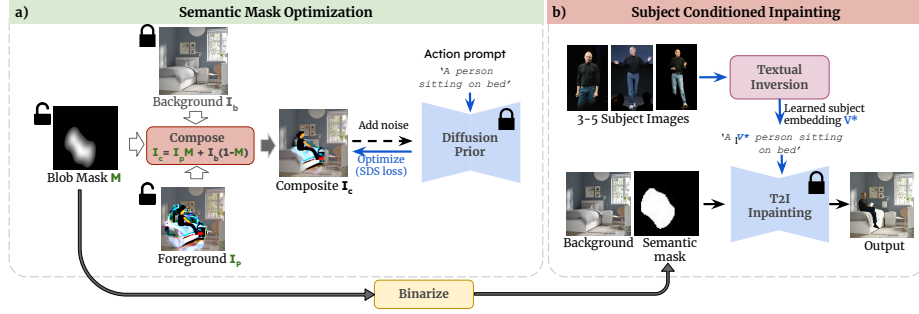 a)
Semantic Mask Optimization
Background I_b
Blob Mask M
Compose
I_c = I_p M + I_b(1-M)
Foreground I_p
Composite I_c
Add noise
Optimize
(SDS loss)
Action prompt
'A person
sitting on bed'
Diffusion
Prior
Binarize
b)
Subject Conditioned Inpainting
3-5 Subject Images
Textual
Inversion
Learned subject
embedding V*
'A V* person sitting
on bed'
T2I
Inpainting
Background
Semantic
mask
Output